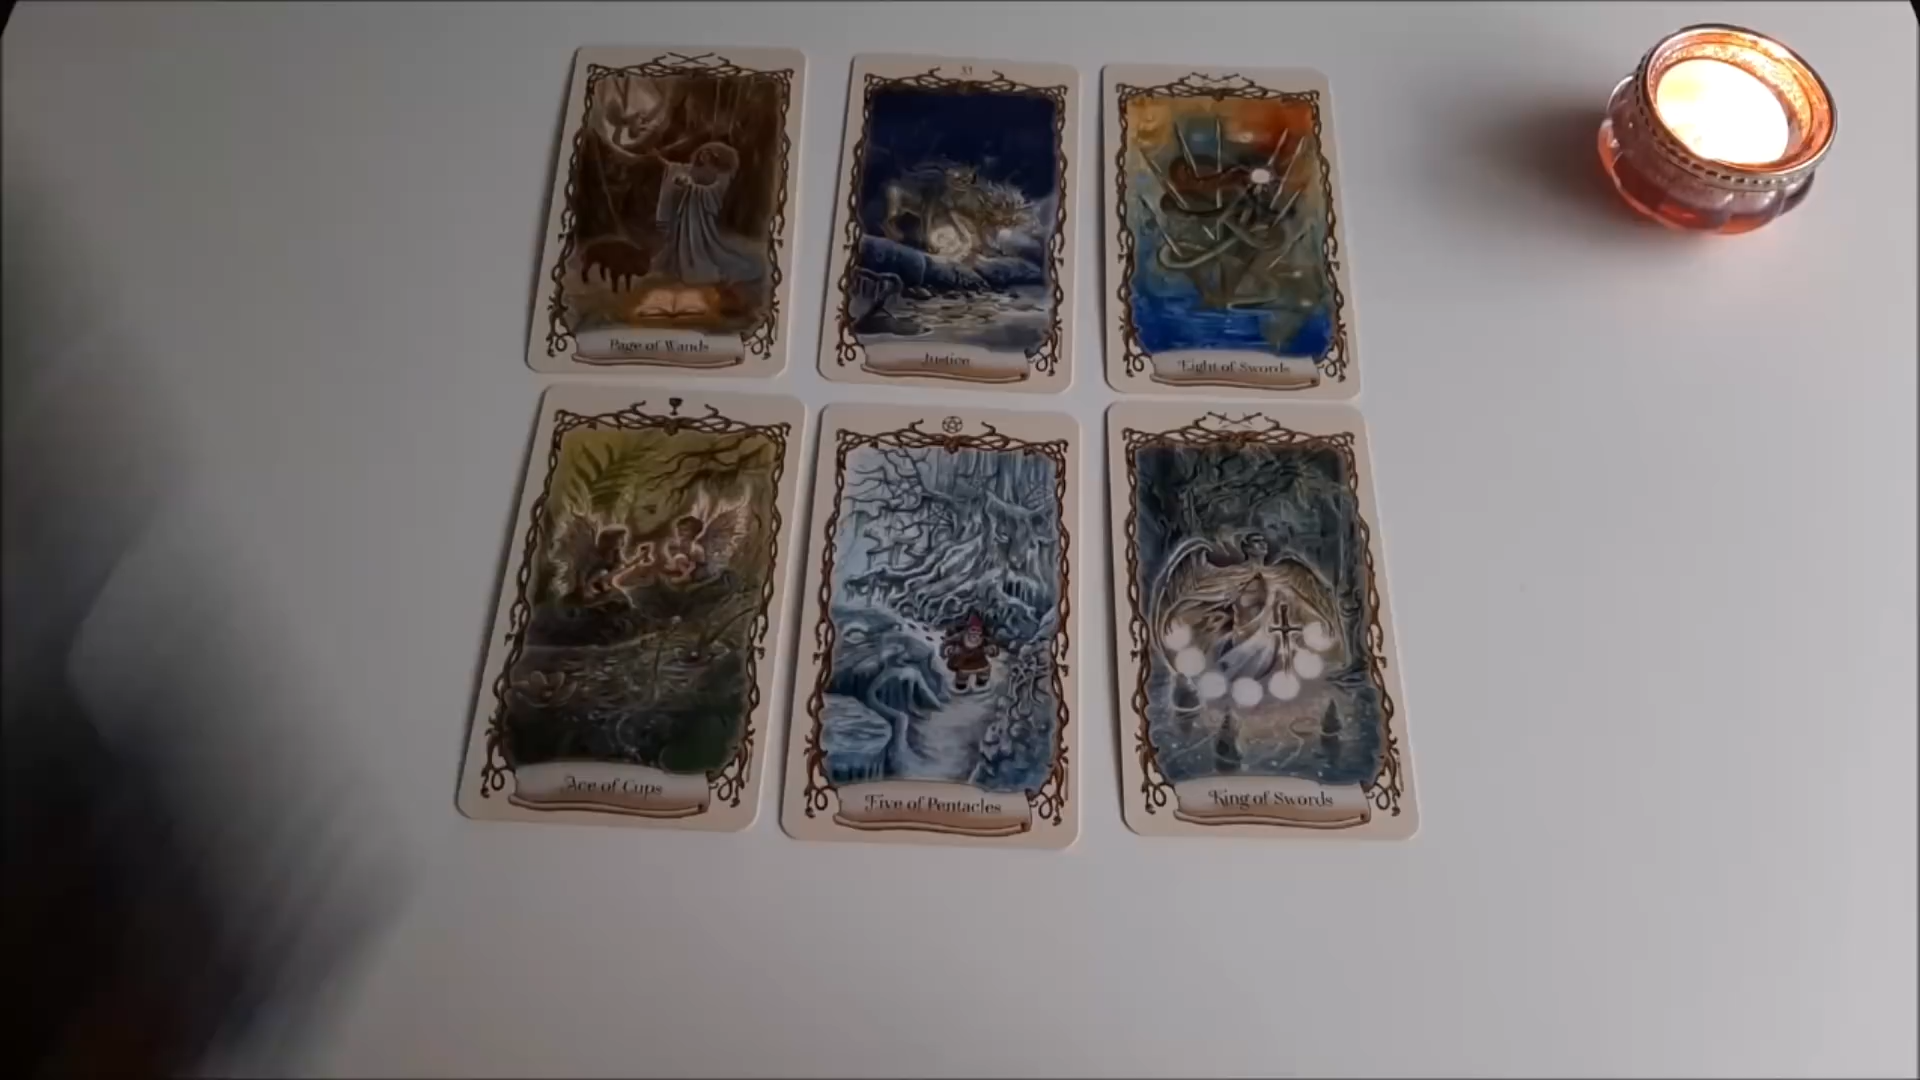 Page of Wands
Justice
Eight of Swords
Ace of Cups
Five of Pentacles
King of Swords